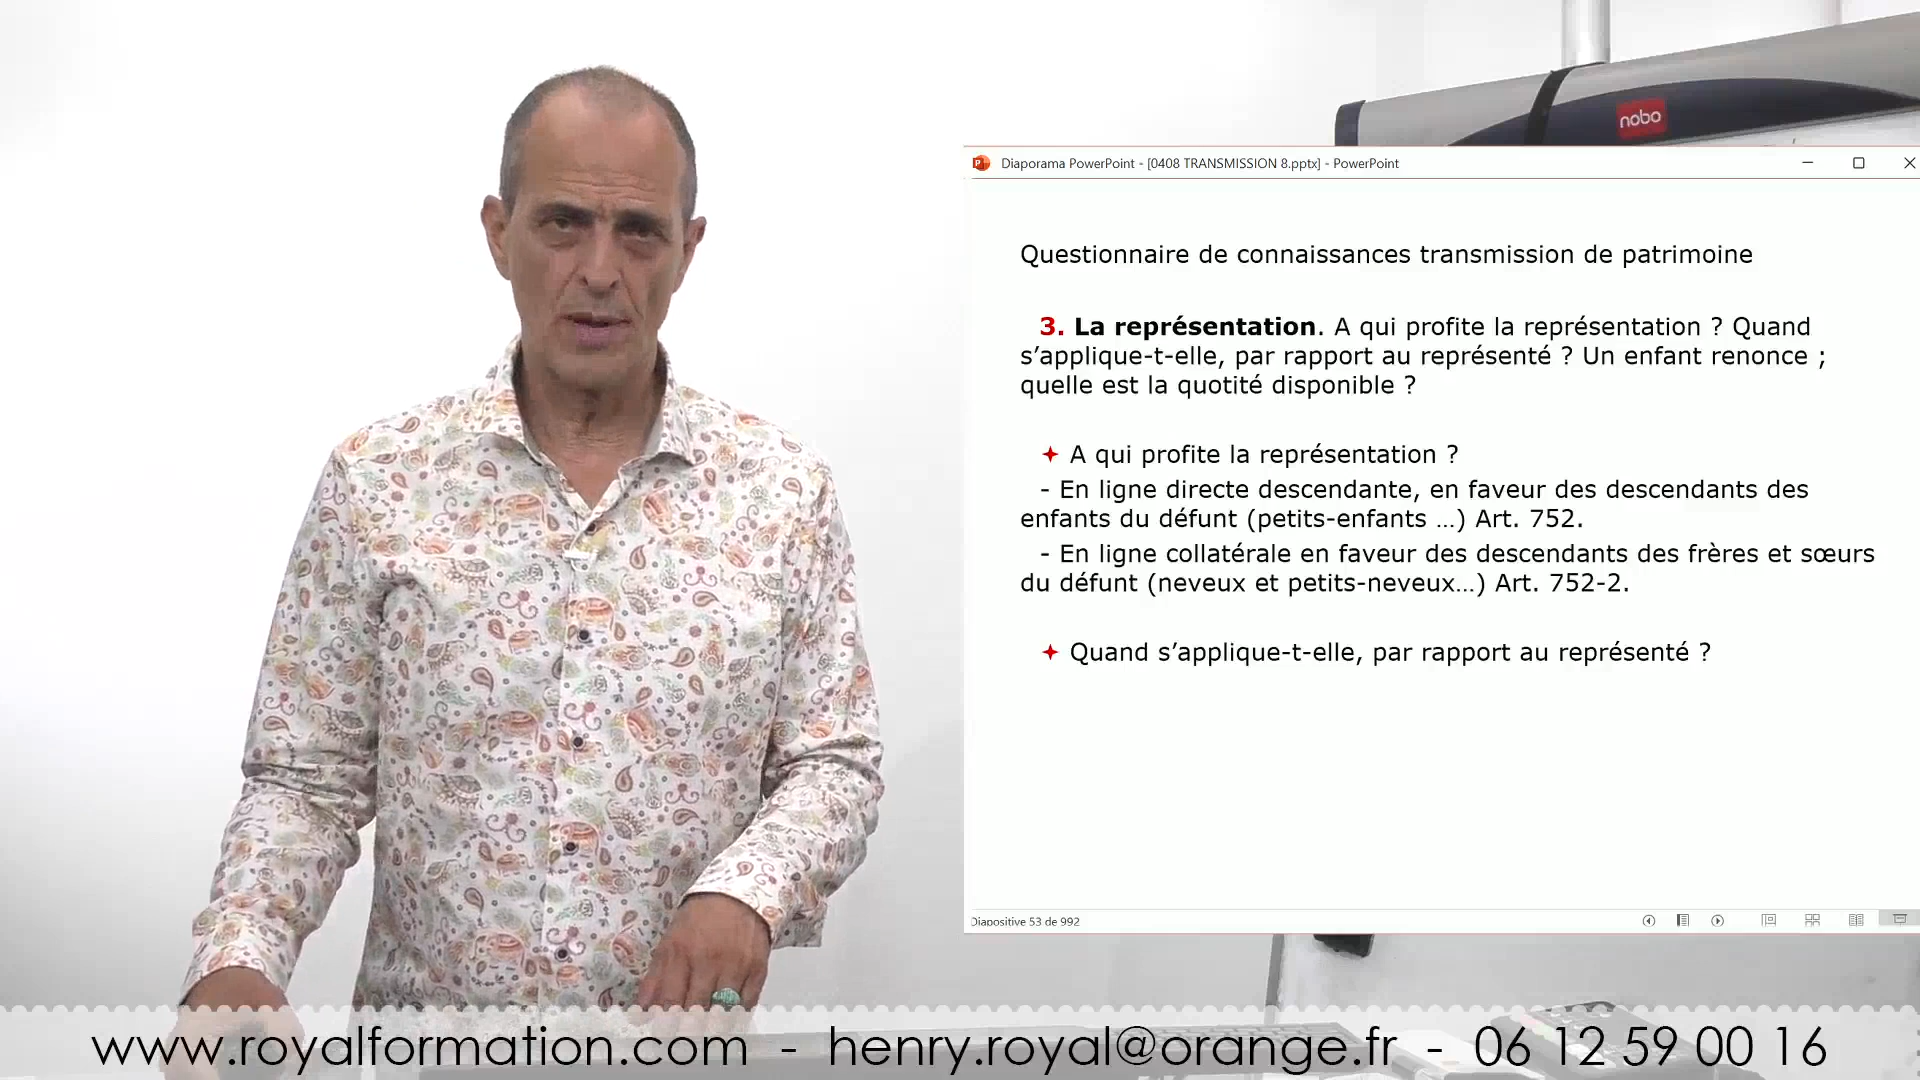 nobo
Diaporama PowerPoint - [0408 TRANSMISSION 8.pptx] - PowerPoint
Questionnaire de connaissances transmission de patrimoine
3. La représentation. A qui profite la représentation ? Quand
s’applique-t-elle, par rapport au représenté ? Un enfant renonce ;
quelle est la quotité disponible ?
A qui profite la représentation ?
- En ligne directe descendante, en faveur des descendants des
enfants du défunt (petits-enfants …) Art. 752.
- En ligne collatérale en faveur des descendants des frères et sœurs
du défunt (neveux et petits-neveux…) Art. 752-2.
Quand s’applique-t-elle, par rapport au représenté ?
Diapositive 53 de 992
www.royalformation.com - henry.royal@orange.fr - 06 12 59 00 16